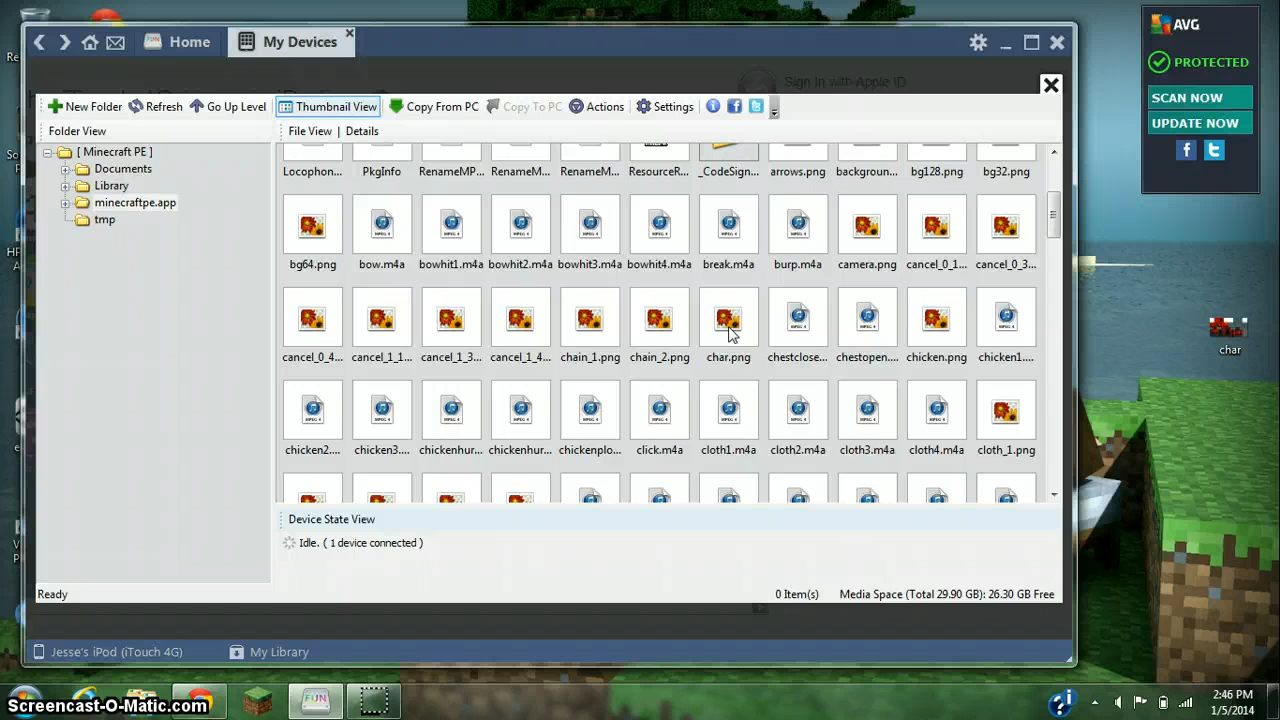 AVG
PROTECTED
SCAN NOW
UPDATE NOW
FUN
Home
My Devices
Sign In with Apple ID
New Folder
Refresh
Go Up Level
Thumbnail View
Copy From PC
Copy To PC
Actions
Settings
Folder View
File View | Details
[ Minecraft PE ]
Documents
Library
minecraftpe.app
tmp
Locophon... PkgInfo RenameMP... RenameM... RenameM... ResourceR... _CodeSign... arrows.png backgroun... bg128.png bg32.png
bg64.png bow.m4a bowhit1.m4a bowhit2.m4a bowhit3.m4a bowhit4.m4a break.m4a burp.m4a camera.png cancel_0_1... cancel_0_3...
cancel_0_4... cancel_1_1... cancel_1_3... cancel_1_4... chain_1.png chain_2.png char.png chestclose... chestopen.... chicken.png chicken1....
chicken2.... chicken3.... chickenhur... chickenhur... chickenplo... click.m4a cloth1.m4a cloth2.m4a cloth3.m4a cloth4.m4a cloth_1.png
Device State View
Idle. ( 1 device connected )
Ready
0 Item(s)
Media Space (Total 29.90 GB): 26.30 GB Free
Jesse's iPod (iTouch 4G)
My Library
char
FUN
Screencast-O-Matic.com
2:46 PM
1/5/2014